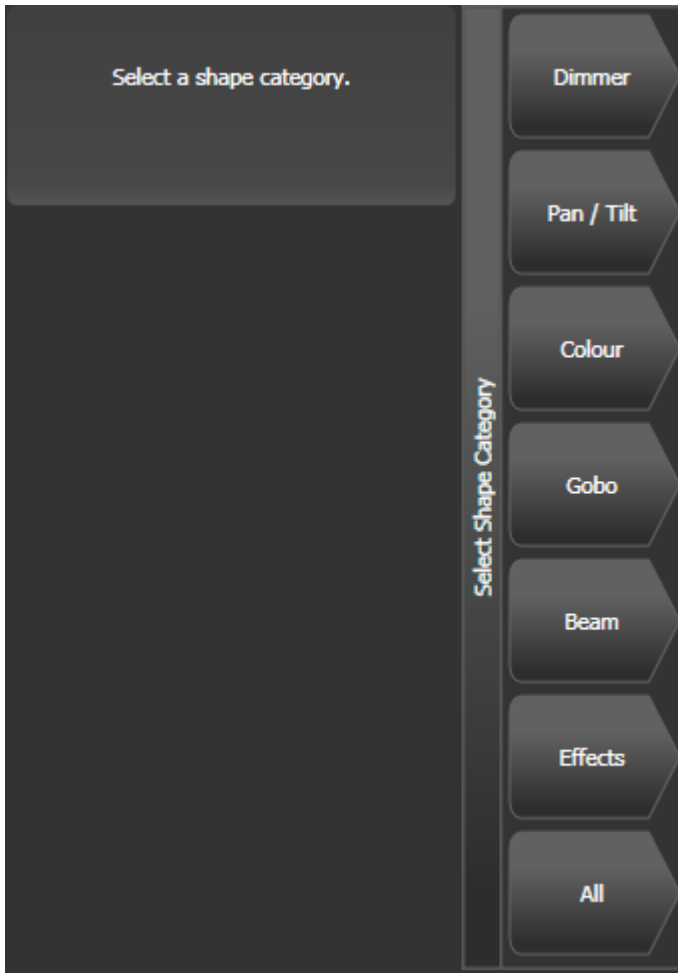 Select a shape category.
Select Shape Category
Dimmer
Pan / Tilt
Colour
Gobo
Beam
Effects
All